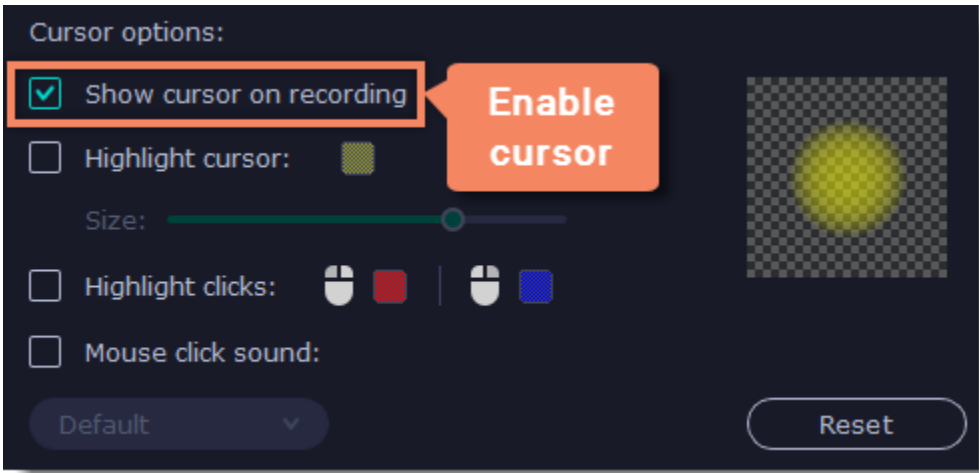 Cursor options:
Show cursor on recording
Enable
cursor
Highlight cursor:
Size:
Highlight clicks:
Mouse click sound:
Default
Reset